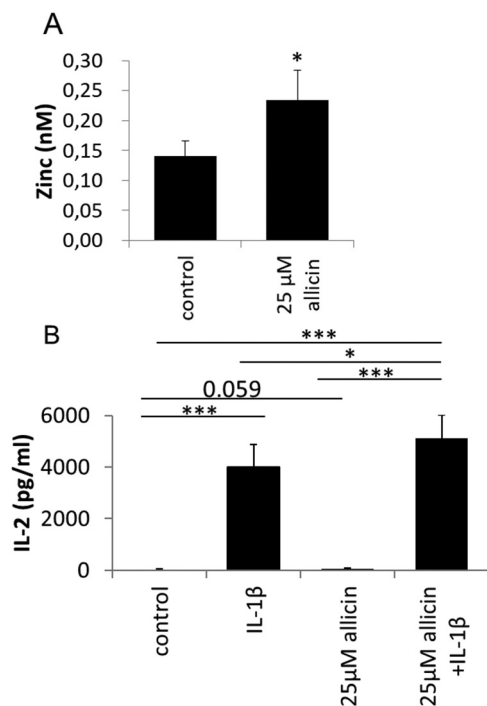 A
*
0,30
0,25
0,20
0,15
0,10
0,05
0,00
Zinc (nM)
control
25 µM
allicin
B
***
*
***
0.059
***
6000
4000
2000
0
IL-2 (pg/ml)
control
IL-1β
25µM allicin
25µM allicin
+IL-1β